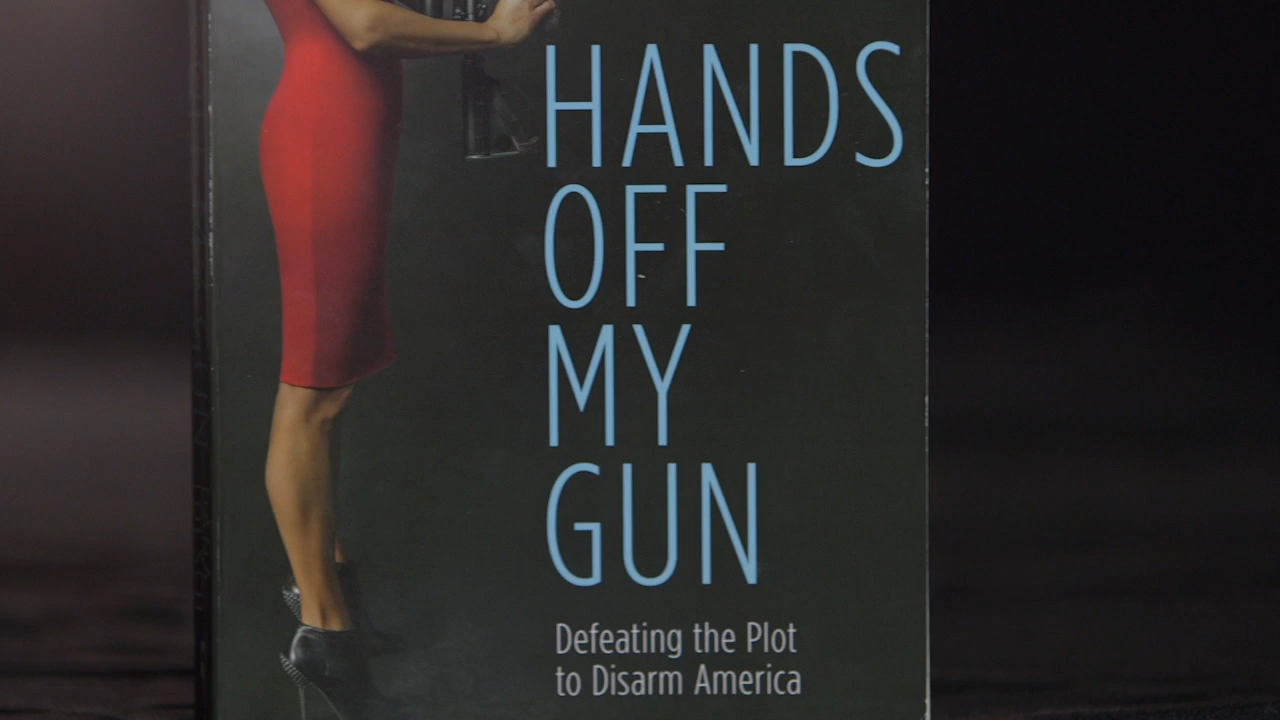 HANDS
OFF
MY
GUN
Defeating the Plot
to Disarm America